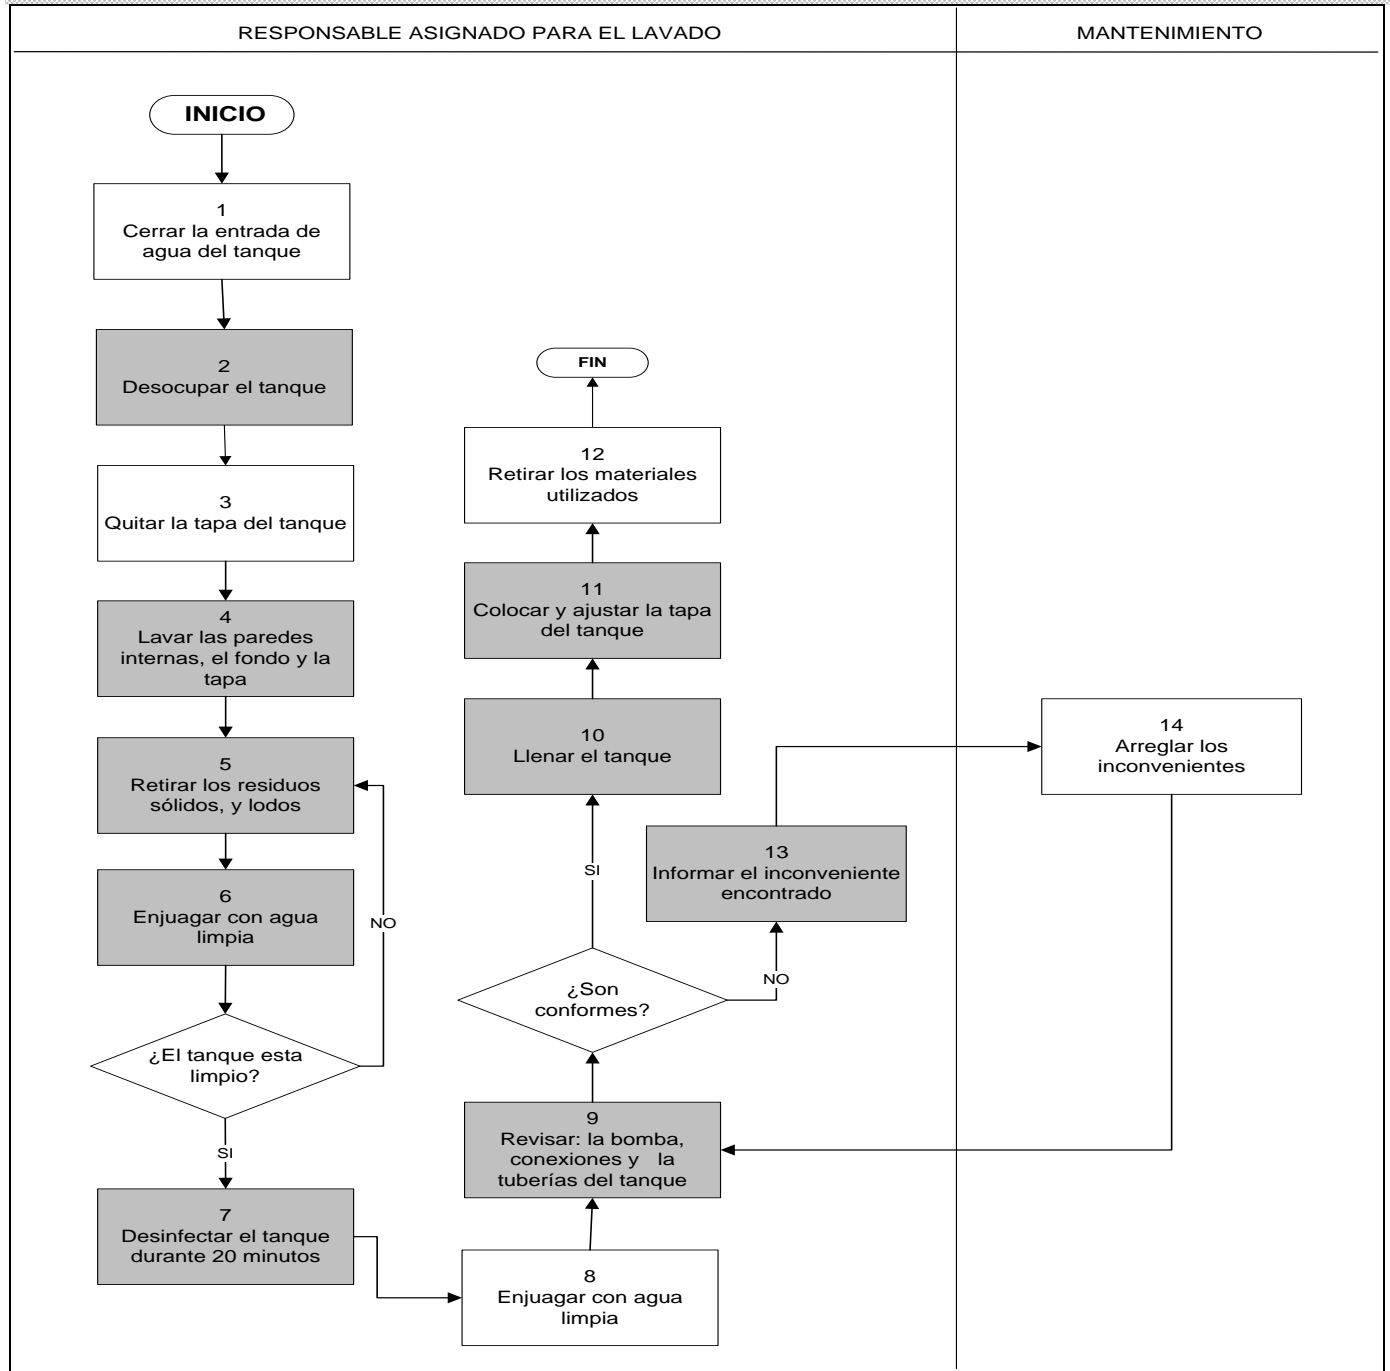 RESPONSABLE ASIGNADO PARA EL LAVADO
MANTENIMIENTO
INICIO
1
Cerrar la entrada de
agua del tanque
2
Desocupar el tanque
3
Quitar la tapa del tanque
4
Lavar las paredes
internas, el fondo y la
tapa
5
Retirar los residuos
sólidos, y lodos
6
Enjuagar con agua
limpia
NO
¿El tanque esta
limpio?
SI
7
Desinfectar el tanque
durante 20 minutos
8
Enjuagar con agua
limpia
9
Revisar: la bomba,
conexiones y   la
tuberías del tanque
¿Son
conformes?
SI
NO
10
Llenar el tanque
11
Colocar y ajustar la tapa
del tanque
12
Retirar los materiales
utilizados
FIN
13
Informar el inconveniente
encontrado
14
Arreglar los
inconvenientes